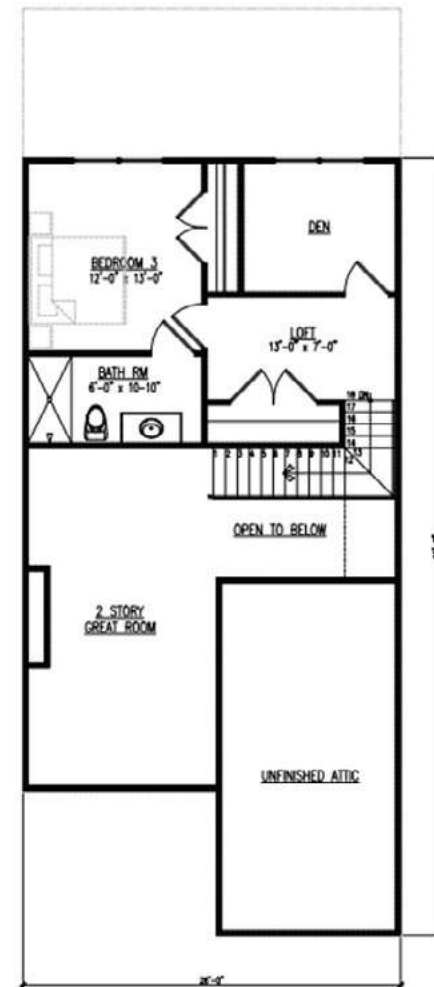 BEDROOM 3
12'-0" x 13'-0"
DEN
LOFT
13'-0" x 7'-0"
BATH RM
6'-0" x 10-10"
18 DN.
17
16
15
14
13
12
1 2 3 4 5 6 7 8 9 10 11
OPEN TO BELOW
2 STORY
GREAT ROOM
UNFINISHED ATTIC